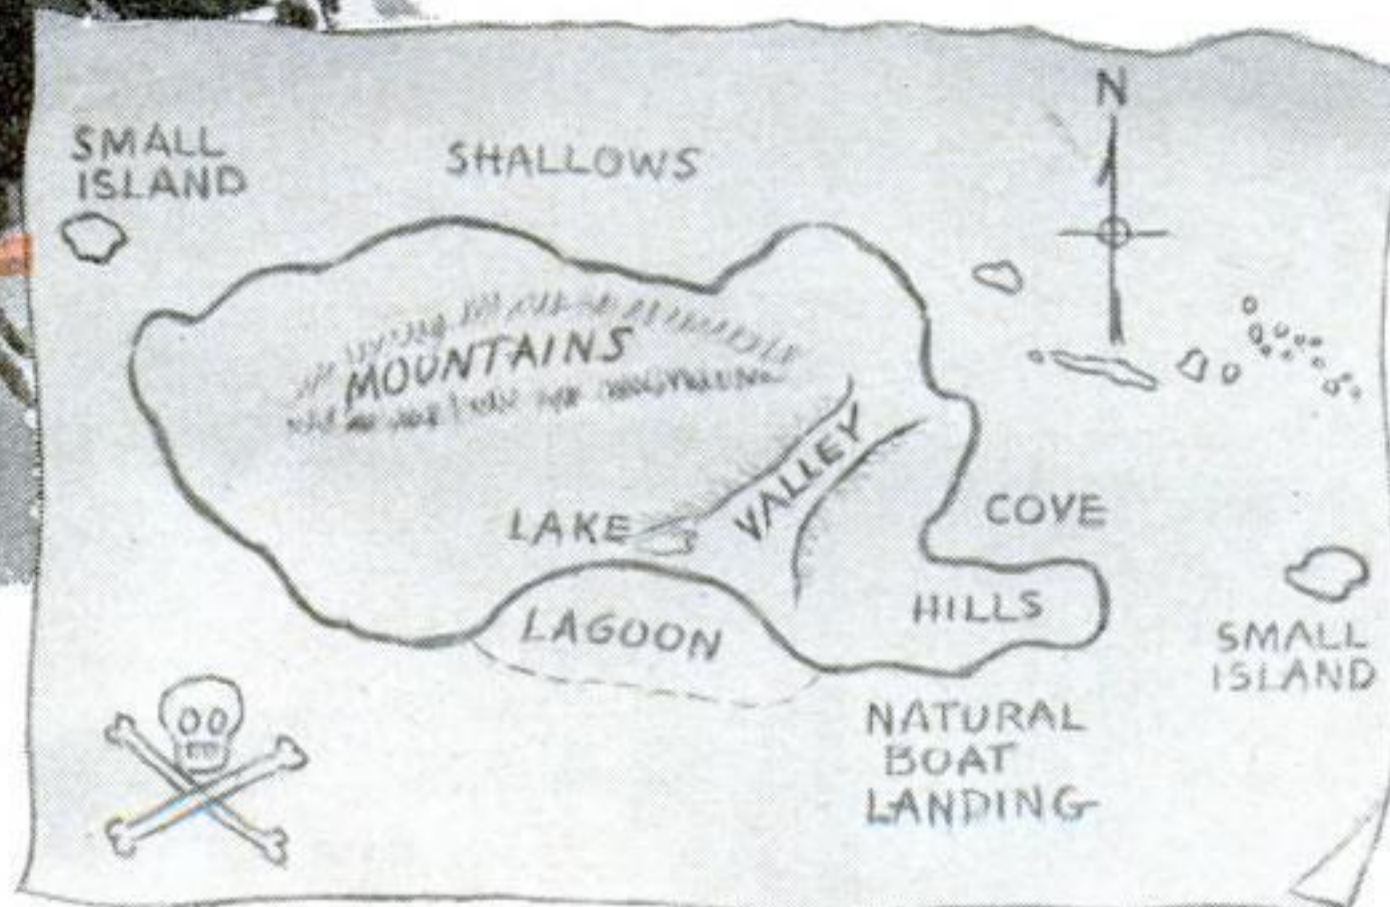 N
SMALL
ISLAND
SHALLOWS
MOUNTAINS
VALLEY
LAKE
COVE
HILLS
LAGOON
SMALL
ISLAND
NATURAL
BOAT
LANDING